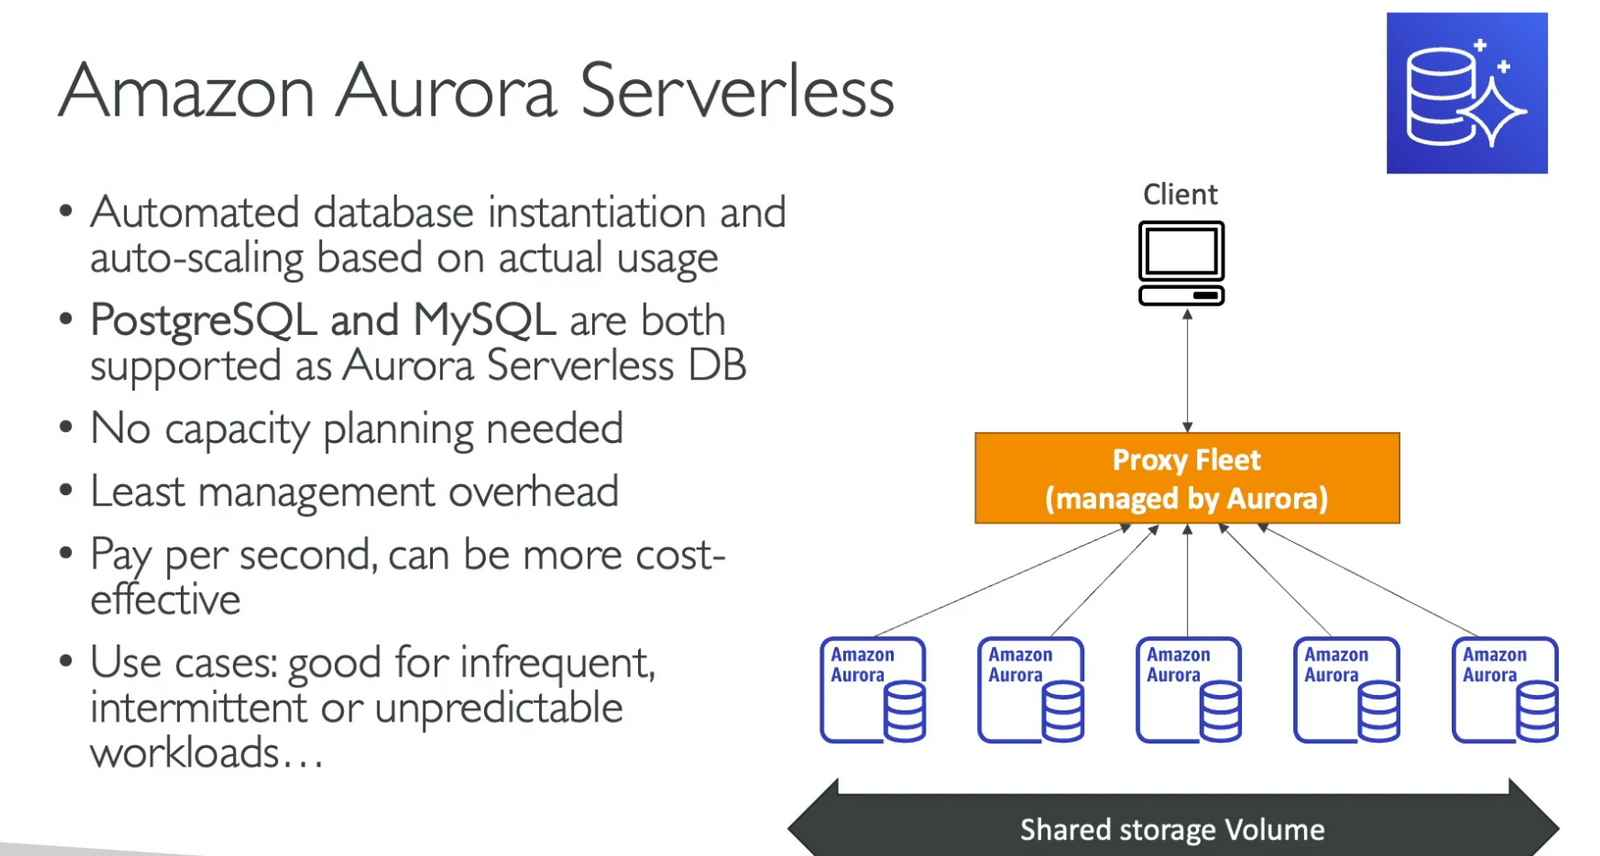 Amazon Aurora Serverless
• Automated database instantiation and
auto-scaling based on actual usage
• PostgreSQL and MySQL are both
supported as Aurora Serverless DB
• No capacity planning needed
• Least management overhead
• Pay per second, can be more cost-
effective
• Use cases: good for infrequent,
intermittent or unpredictable
workloads…
Client
Proxy Fleet
(managed by Aurora)
Amazon
Aurora
Amazon
Aurora
Amazon
Aurora
Amazon
Aurora
Amazon
Aurora
Shared storage Volume